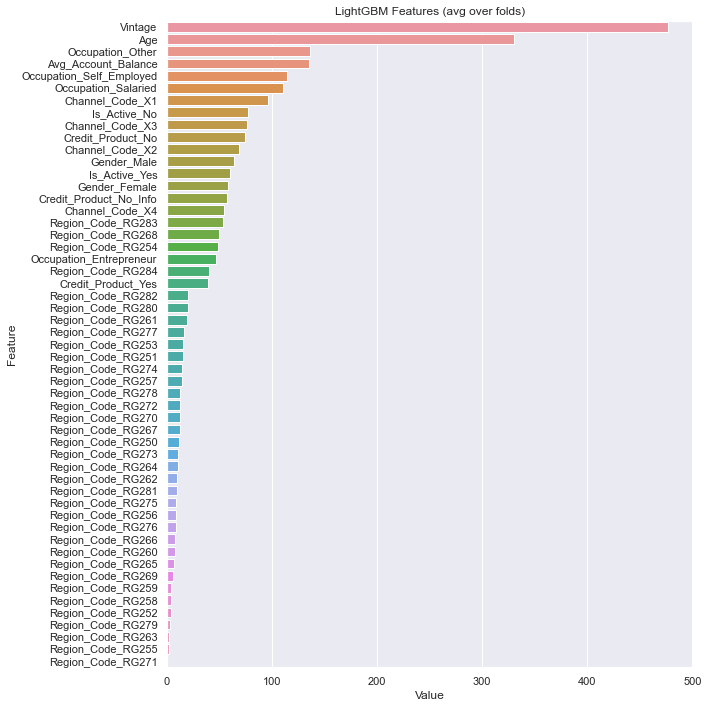 LightGBM Features (avg over folds)
Vintage
Age
Occupation_Other
Avg_Account_Balance
Occupation_Self_Employed
Occupation_Salaried
Channel_Code_X1
Is_Active_No
Channel_Code_X3
Credit_Product_No
Channel_Code_X2
Gender_Male
Is_Active_Yes
Gender_Female
Credit_Product_No_Info
Channel_Code_X4
Region_Code_RG283
Region_Code_RG268
Region_Code_RG254
Occupation_Entrepreneur
Region_Code_RG284
Credit_Product_Yes
Region_Code_RG282
Region_Code_RG280
Region_Code_RG261
Region_Code_RG277
Region_Code_RG253
Region_Code_RG251
Region_Code_RG274
Region_Code_RG257
Region_Code_RG278
Region_Code_RG272
Region_Code_RG270
Region_Code_RG267
Region_Code_RG250
Region_Code_RG273
Region_Code_RG264
Region_Code_RG262
Region_Code_RG281
Region_Code_RG275
Region_Code_RG256
Region_Code_RG276
Region_Code_RG266
Region_Code_RG260
Region_Code_RG265
Region_Code_RG269
Region_Code_RG259
Region_Code_RG258
Region_Code_RG252
Region_Code_RG279
Region_Code_RG263
Region_Code_RG255
Region_Code_RG271
Feature
0 100 200 300 400 500
Value